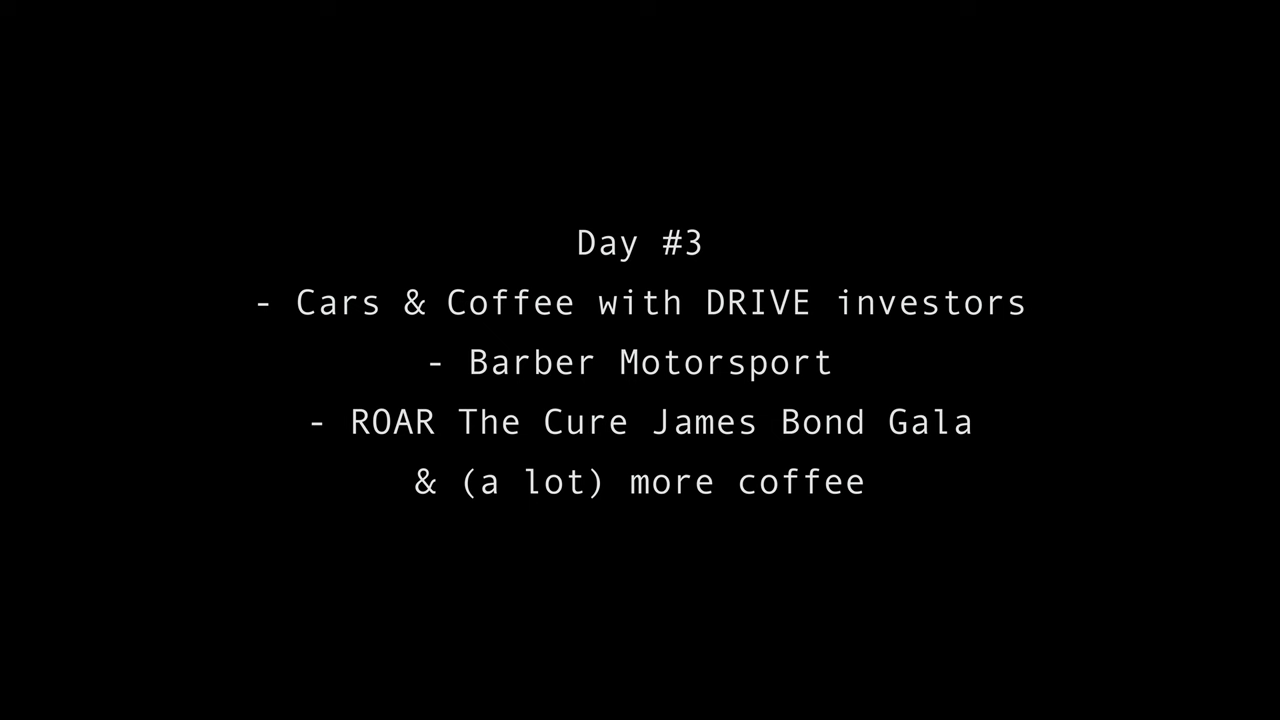 Day #3
- Cars & Coffee with DRIVE investors
- Barber Motorsport
- ROAR The Cure James Bond Gala
& (a lot) more coffee